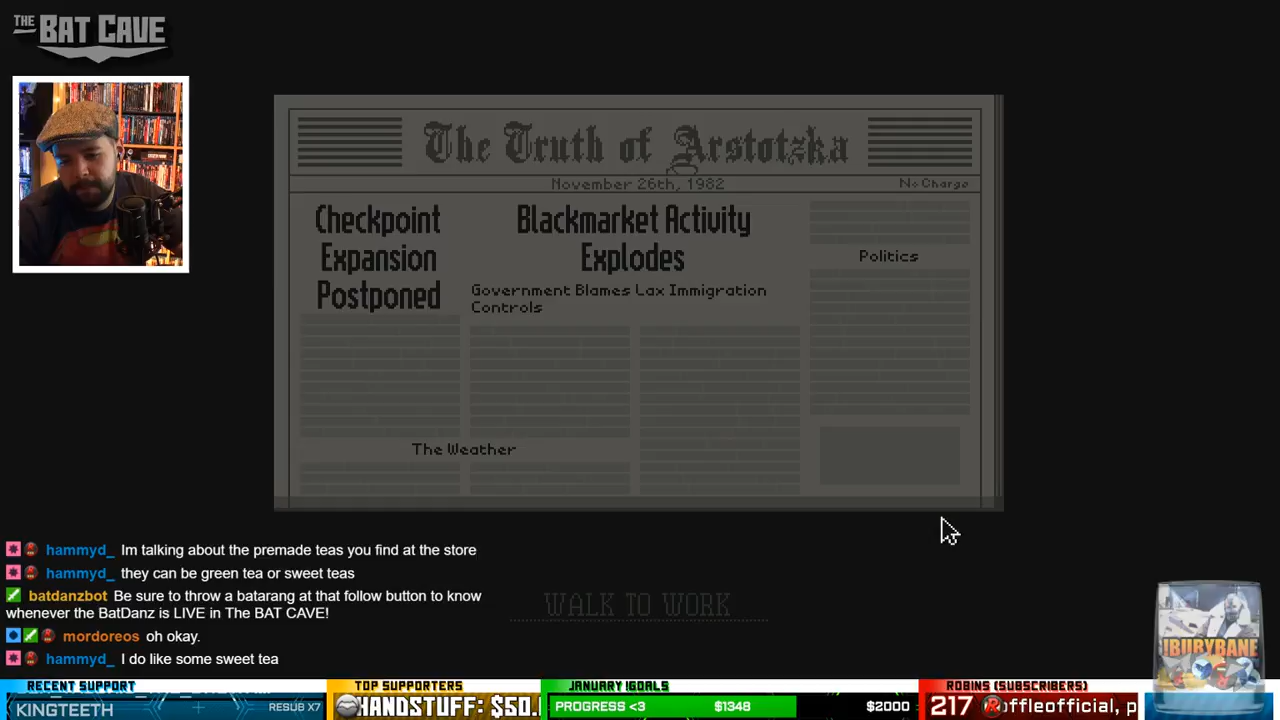 THE BAT CAVE
The Truth of Arstotzka
November 26th, 1982
No Charge
Checkpoint
Expansion
Postponed
Blackmarket Activity
Explodes
Government Blames Lax Immigration
Controls
Politics
The Weather
hammyd_ Im talking about the premade teas you find at the store
hammyd_ they can be green tea or sweet teas
batdanzbot Be sure to throw a batarang at that follow button to know
whenever the BatDanz is LIVE in The BAT CAVE!
mordoreos oh okay.
hammyd_ I do like some sweet tea
WALK TO WORK
!BURYBANE
RECENT SUPPORT
KINGTEETH
RESUB X7
TOP SUPPORTERS
HANDSTUFF: $50.
JANUARY !GOALS
PROGRESS <3
$1348
$2000
ROBINS (SUBSCRIBERS)
217
offleofficial, p